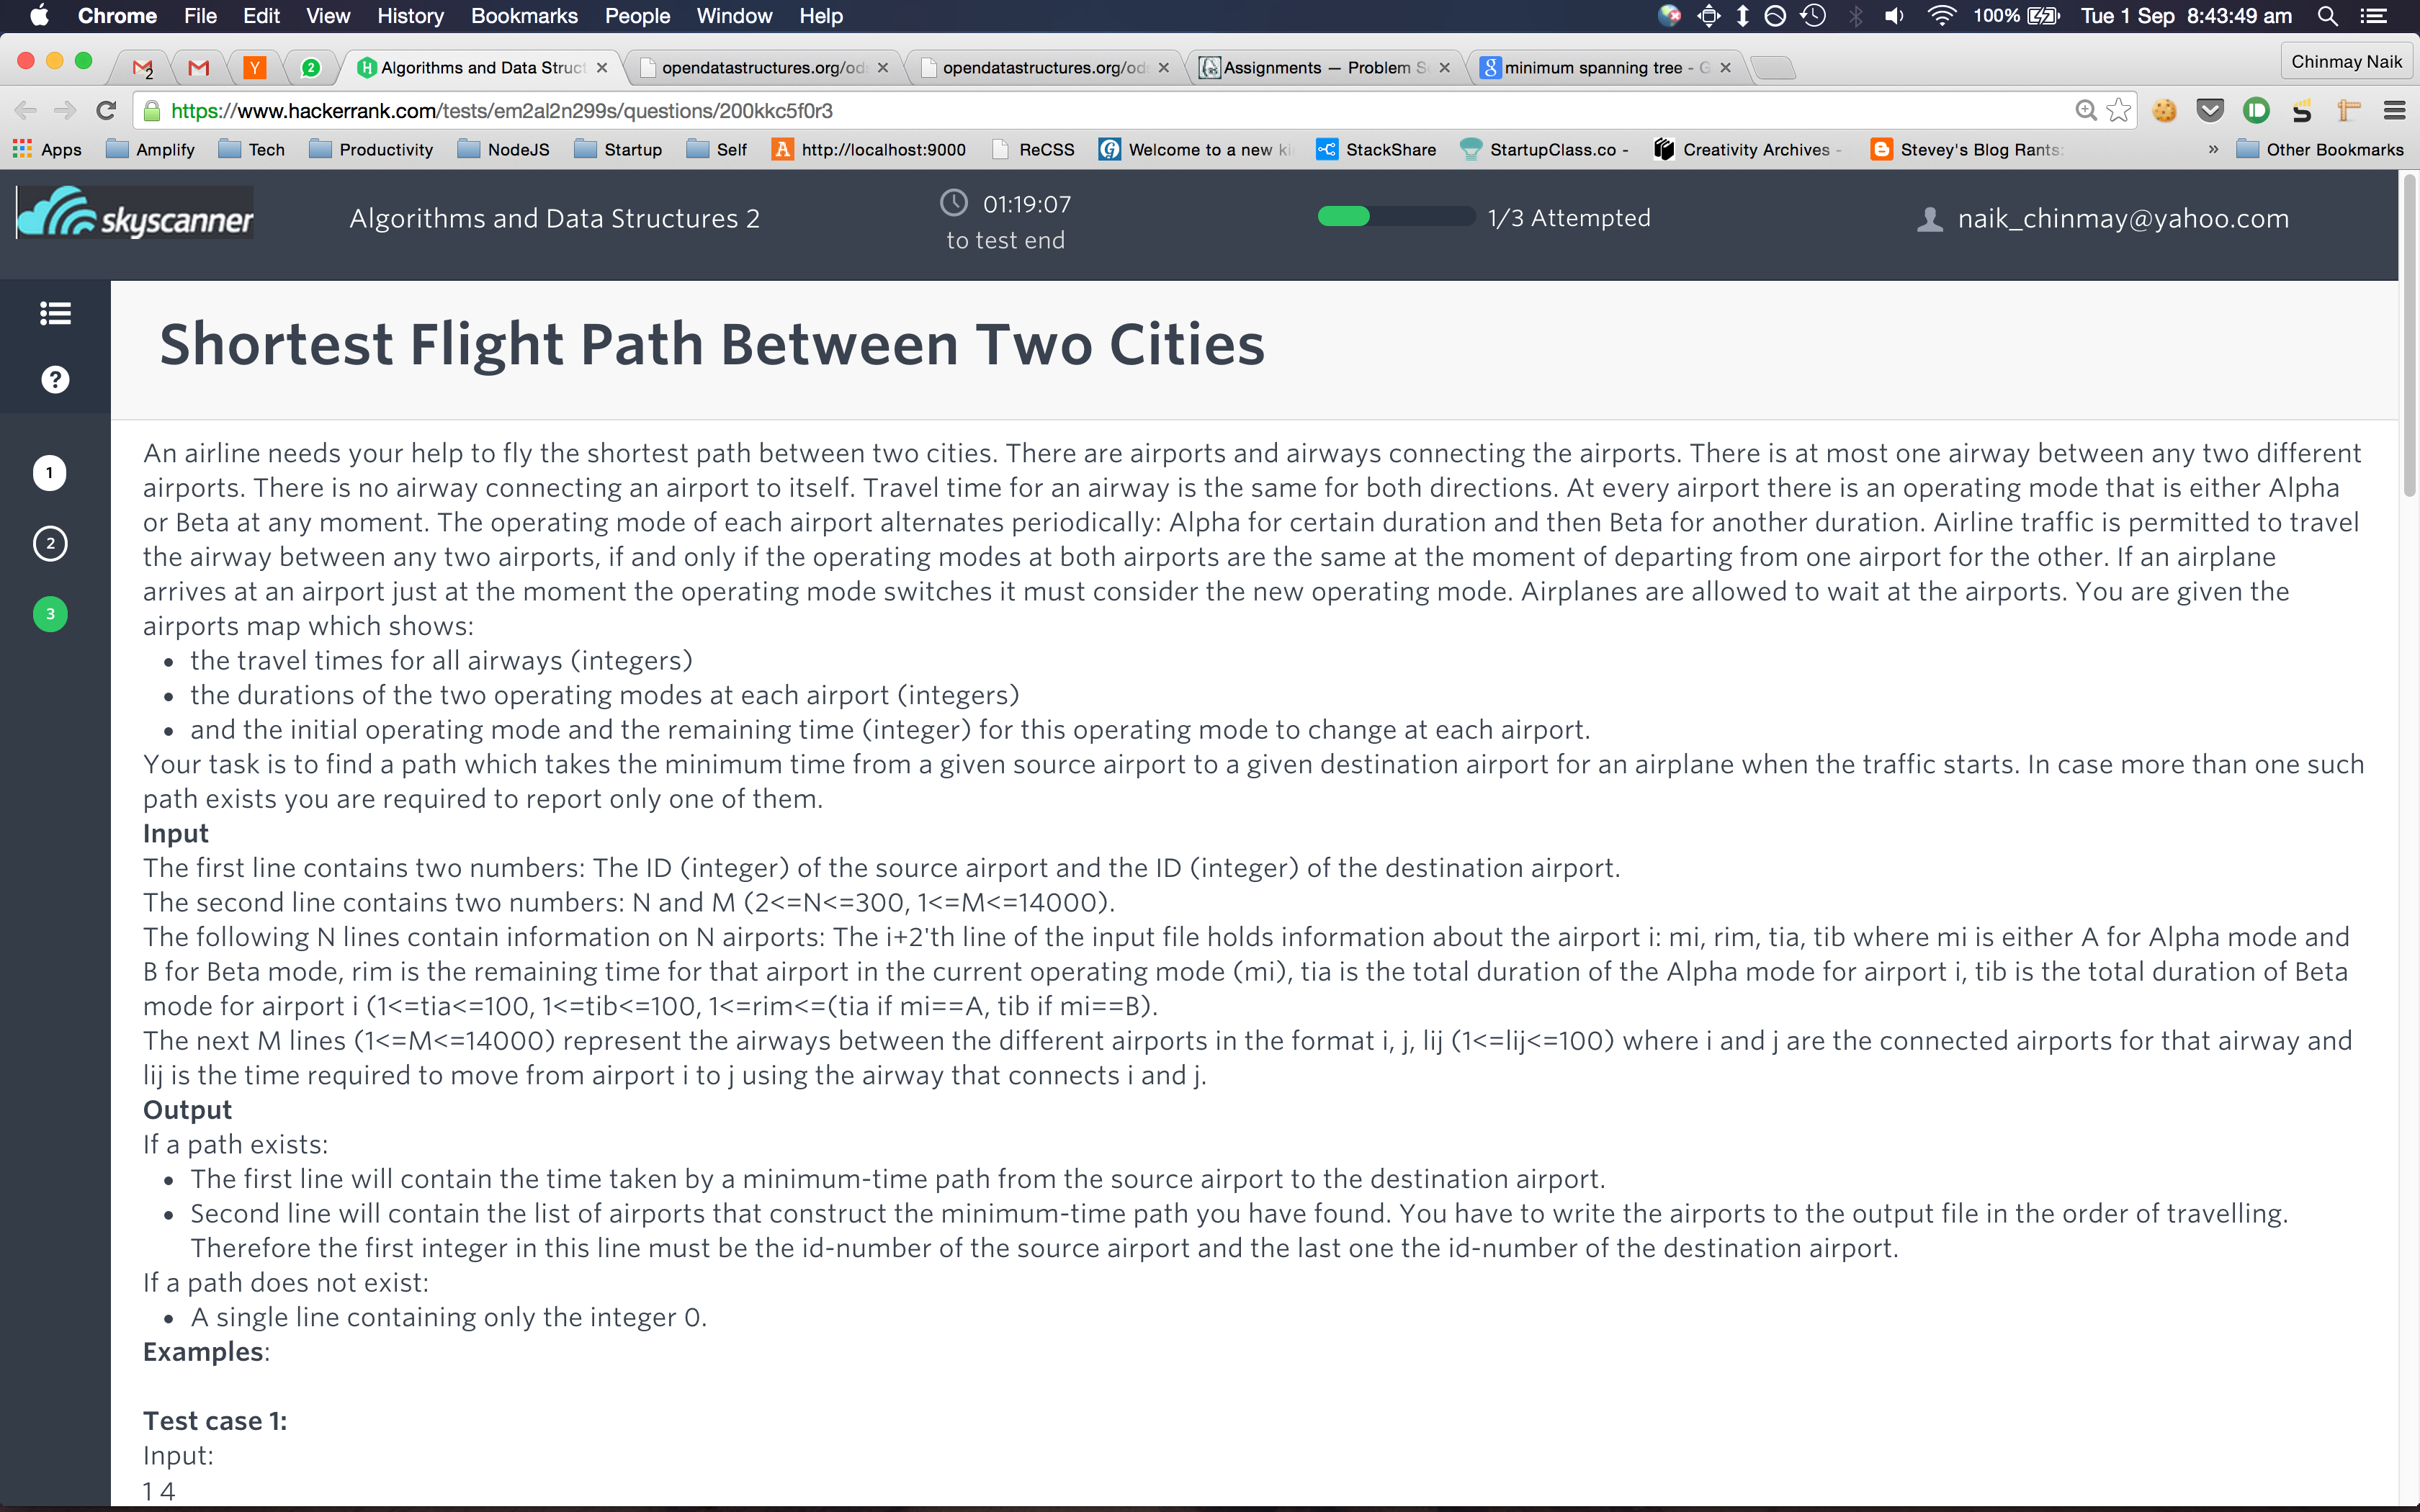 Chrome File Edit View History Bookmarks People Window Help 100% Tue 1 Sep 8:43:49 am
2 Y 2 Algorithms and Data Struct opendatastructures.org/od opendatastructures.org/od Assignments — Problem S minimum spanning tree - G Chinmay Naik
https://www.hackerrank.com/tests/em2al2n299s/questions/200kkc5f0r3
Apps Amplify Tech Productivity NodeJS Startup Self http://localhost:9000 ReCSS Welcome to a new ki StackShare StartupClass.co - Creativity Archives - Stevey's Blog Rants: » Other Bookmarks
skyscanner Algorithms and Data Structures 2 01:19:07 1/3 Attempted naik_chinmay@yahoo.com
to test end
Shortest Flight Path Between Two Cities
?
1
2
3
An airline needs your help to fly the shortest path between two cities. There are airports and airways connecting the airports. There is at most one airway between any two different
airports. There is no airway connecting an airport to itself. Travel time for an airway is the same for both directions. At every airport there is an operating mode that is either Alpha
or Beta at any moment. The operating mode of each airport alternates periodically: Alpha for certain duration and then Beta for another duration. Airline traffic is permitted to travel
the airway between any two airports, if and only if the operating modes at both airports are the same at the moment of departing from one airport for the other. If an airplane
arrives at an airport just at the moment the operating mode switches it must consider the new operating mode. Airplanes are allowed to wait at the airports. You are given the
airports map which shows:
• the travel times for all airways (integers)
• the durations of the two operating modes at each airport (integers)
• and the initial operating mode and the remaining time (integer) for this operating mode to change at each airport.
Your task is to find a path which takes the minimum time from a given source airport to a given destination airport for an airplane when the traffic starts. In case more than one such
path exists you are required to report only one of them.
Input
The first line contains two numbers: The ID (integer) of the source airport and the ID (integer) of the destination airport.
The second line contains two numbers: N and M (2<=N<=300, 1<=M<=14000).
The following N lines contain information on N airports: The i+2'th line of the input file holds information about the airport i: mi, rim, tia, tib where mi is either A for Alpha mode and
B for Beta mode, rim is the remaining time for that airport in the current operating mode (mi), tia is the total duration of the Alpha mode for airport i, tib is the total duration of Beta
mode for airport i (1<=tia<=100, 1<=tib<=100, 1<=rim<=(tia if mi==A, tib if mi==B).
The next M lines (1<=M<=14000) represent the airways between the different airports in the format i, j, lij (1<=lij<=100) where i and j are the connected airports for that airway and
lij is the time required to move from airport i to j using the airway that connects i and j.
Output
If a path exists:
• The first line will contain the time taken by a minimum-time path from the source airport to the destination airport.
• Second line will contain the list of airports that construct the minimum-time path you have found. You have to write the airports to the output file in the order of travelling.
Therefore the first integer in this line must be the id-number of the source airport and the last one the id-number of the destination airport.
If a path does not exist:
• A single line containing only the integer 0.
Examples:
Test case 1:
Input:
1 4